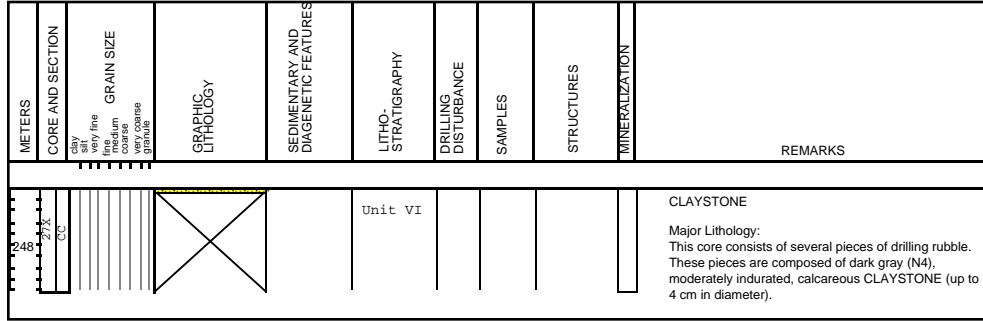 METERS
CORE AND SECTION
GRAIN SIZE
clay
silt
very fine
fine
medium
coarse
very coarse
granule
GRAPHIC
LITHOLOGY
SEDIMENTARY AND
DIAGENETIC FEATURES
LITHO-
STRATIGRAPHY
DRILLING
DISTURBANCE
SAMPLES
STRUCTURES
MINERALIZATION
REMARKS
248
27X
CC
Unit VI
CLAYSTONE
Major Lithology:
This core consists of several pieces of drilling rubble.
These pieces are composed of dark gray (N4),
moderately indurated, calcareous CLAYSTONE (up to
4 cm in diameter).